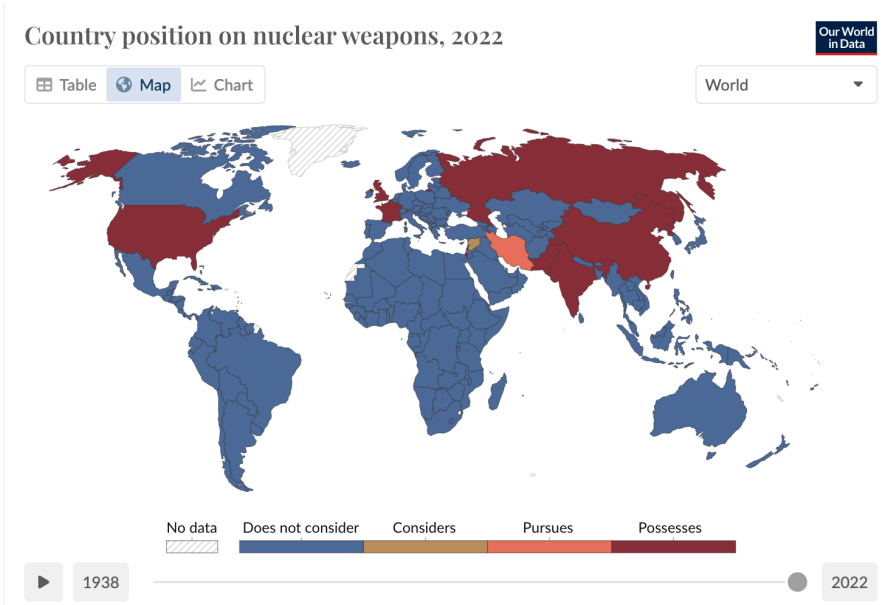 Country position on nuclear weapons, 2022
Our World
in Data
Table
Map
Chart
World
No data
Does not consider
Considers
Pursues
Possesses
1938
2022